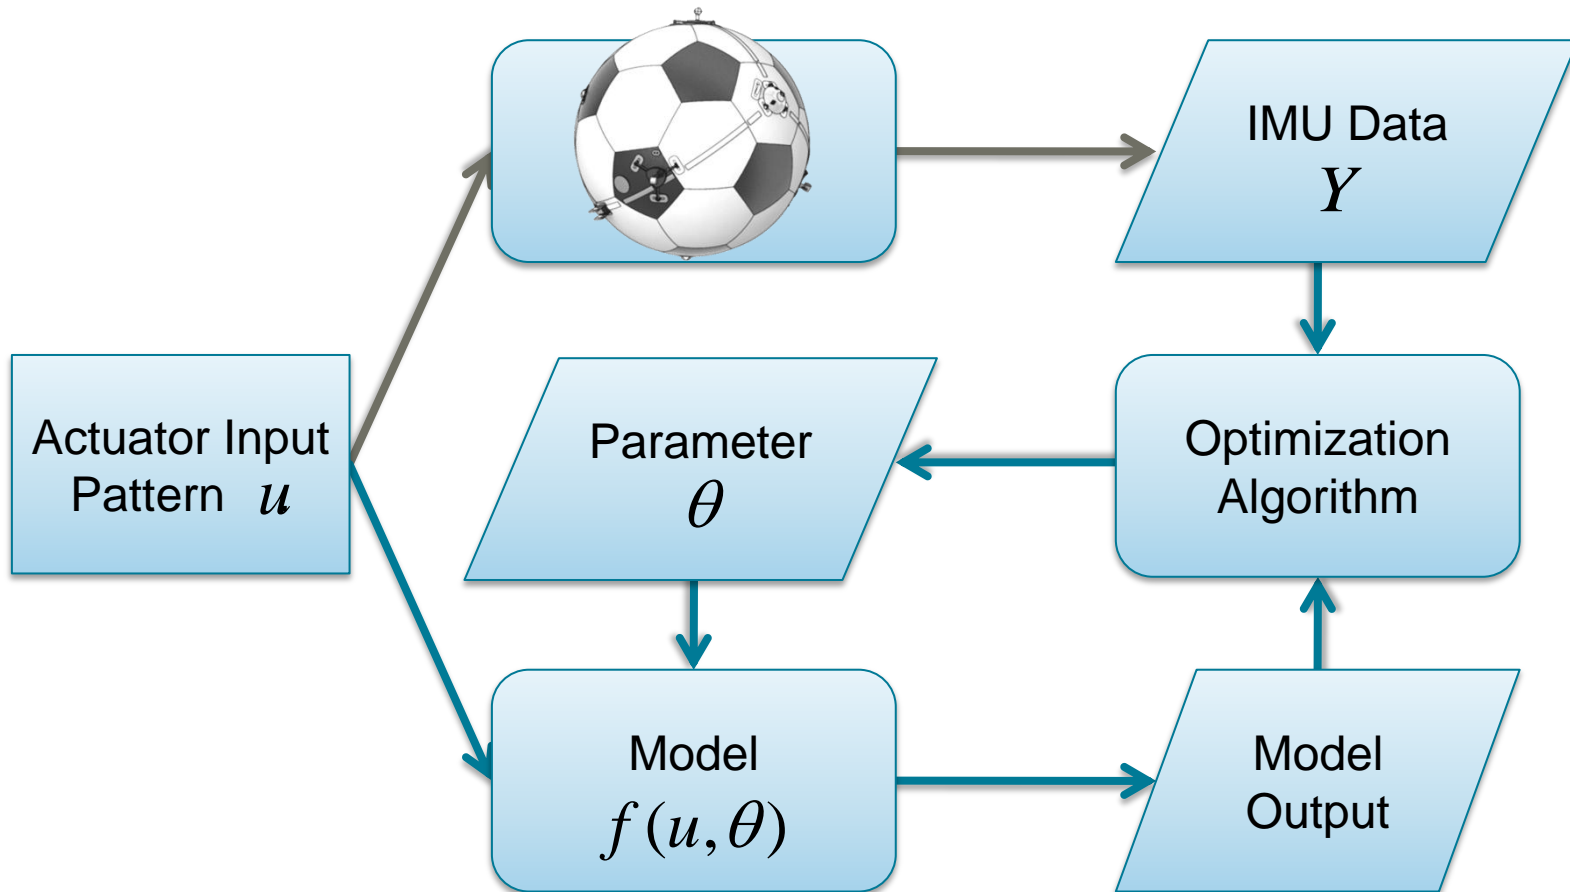 IMU Data
Y
Actuator Input
Pattern u
Parameter
θ
Optimization
Algorithm
Model
f(u,θ)
Model
Output